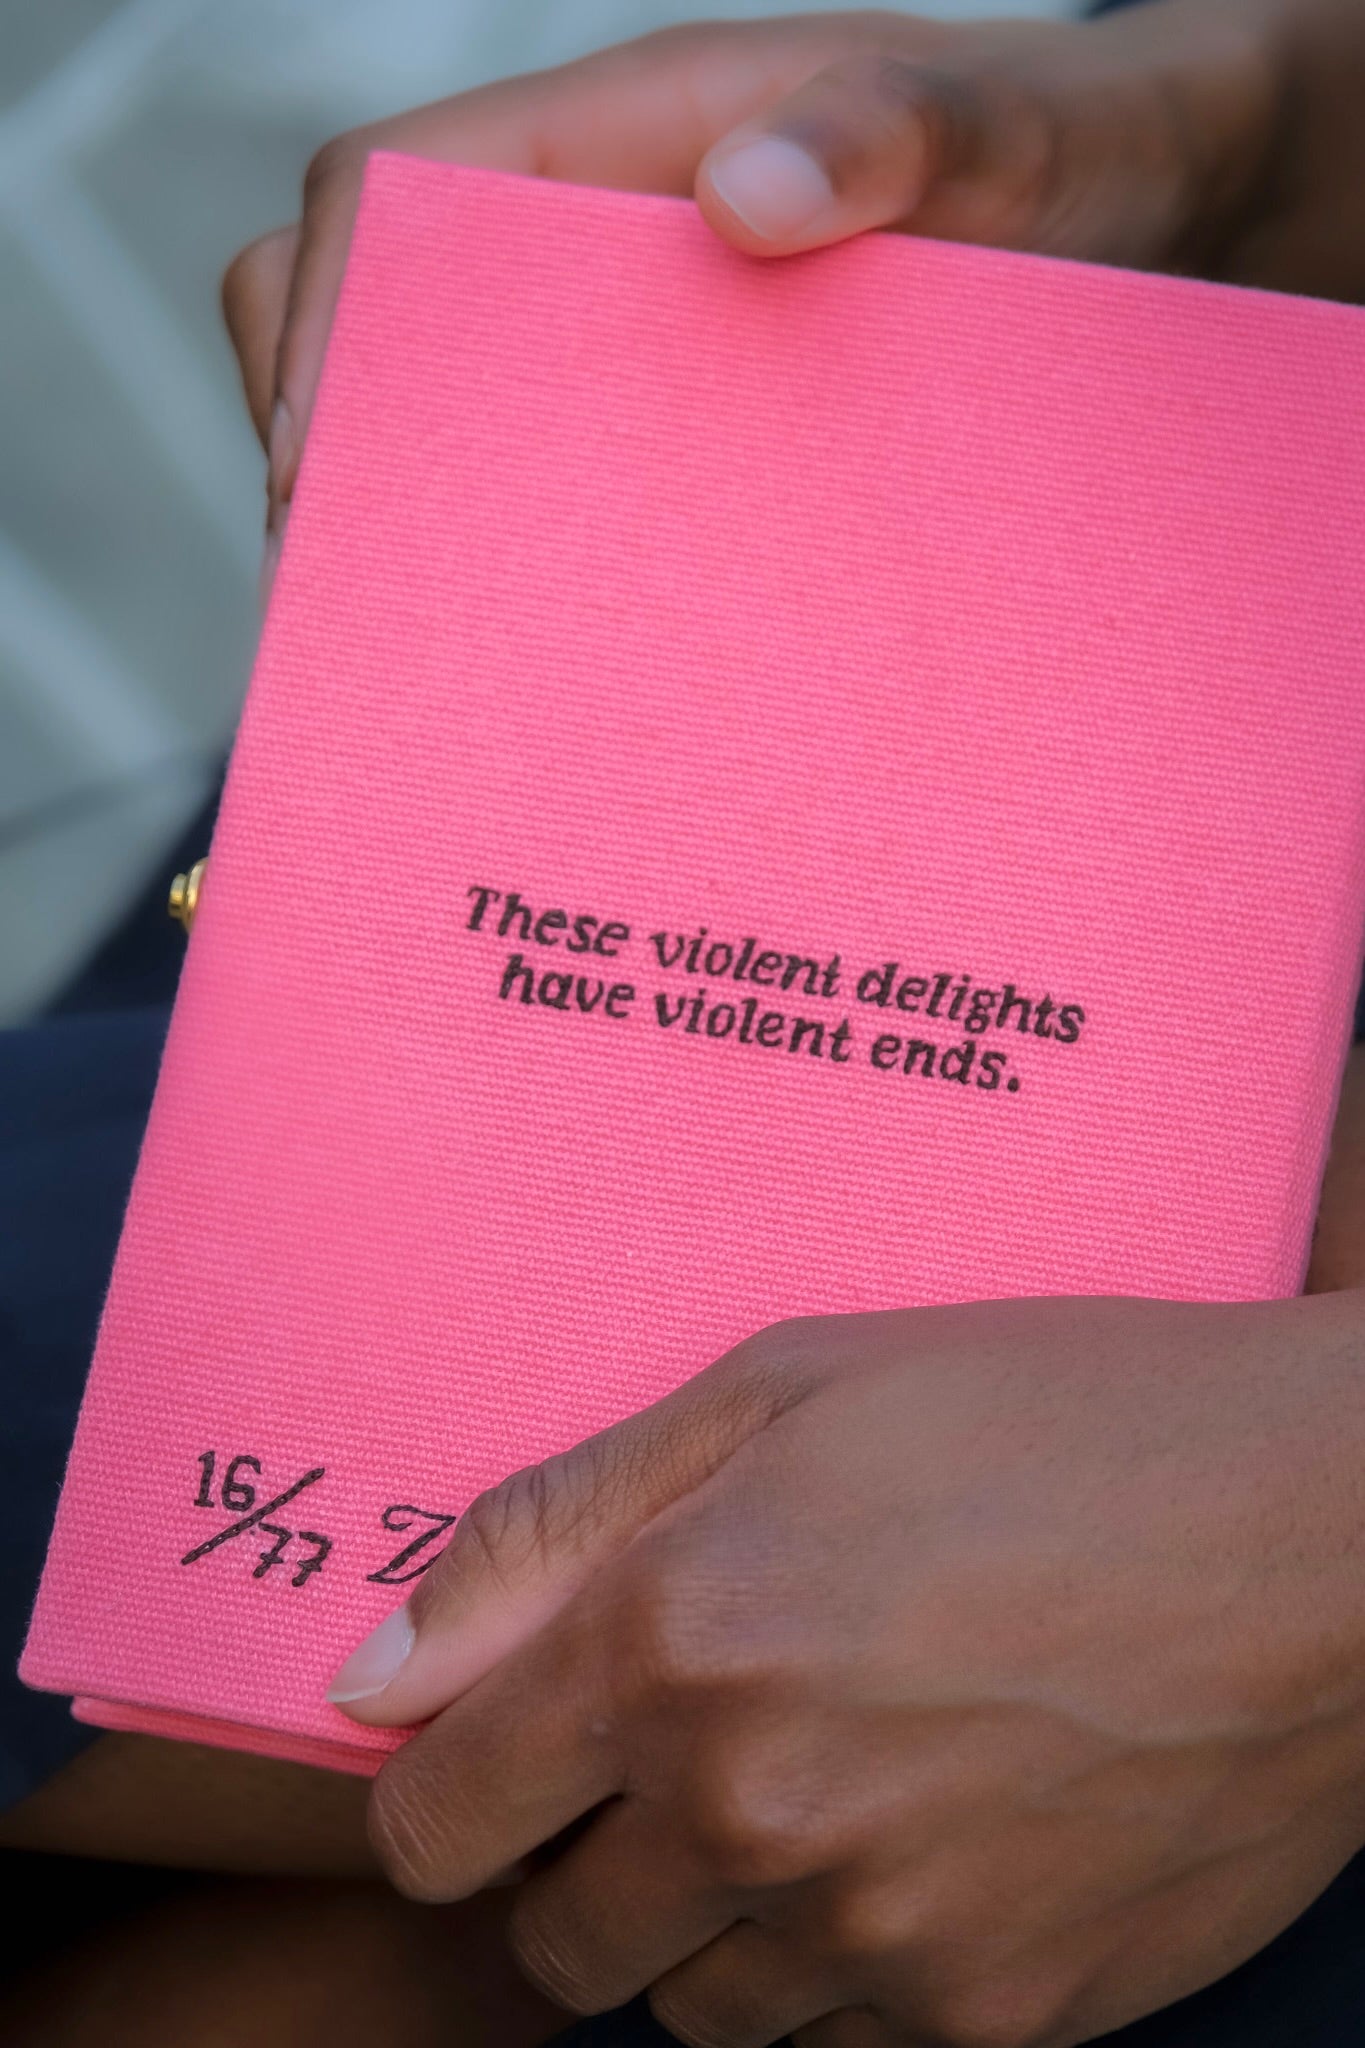 These violent delights
have violent ends.
16/77